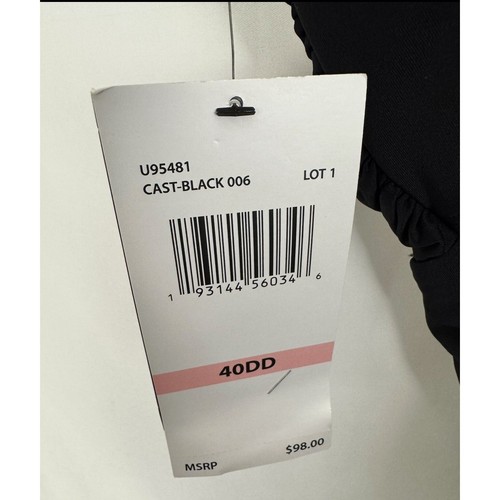 U95481
CAST-BLACK 006 LOT 1
1 93144 56034 6
40DD
MSRP $98.00